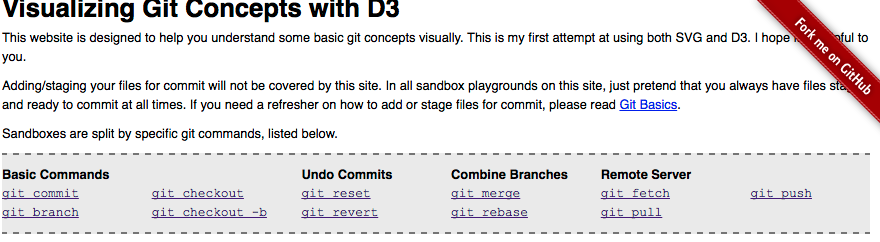 Visualizing Git Concepts with D3
This website is designed to help you understand some basic git concepts visually. This is my first attempt at using both SVG and D3. I hope to
you.
Adding/staging your files for commit will not be covered by this site. In all sandbox playgrounds on this site, just pretend that you always have files
and ready to commit at all times. If you need a refresher on how to add or stage files for commit, please read Git Basics.
Sandboxes are split by specific git commands, listed below.
Fork me on GitHub
Basic Commands Undo Commits Combine Branches Remote Server
git commit git checkout git reset git merge git fetch git push
git branch git checkout -b git revert git rebase git pull